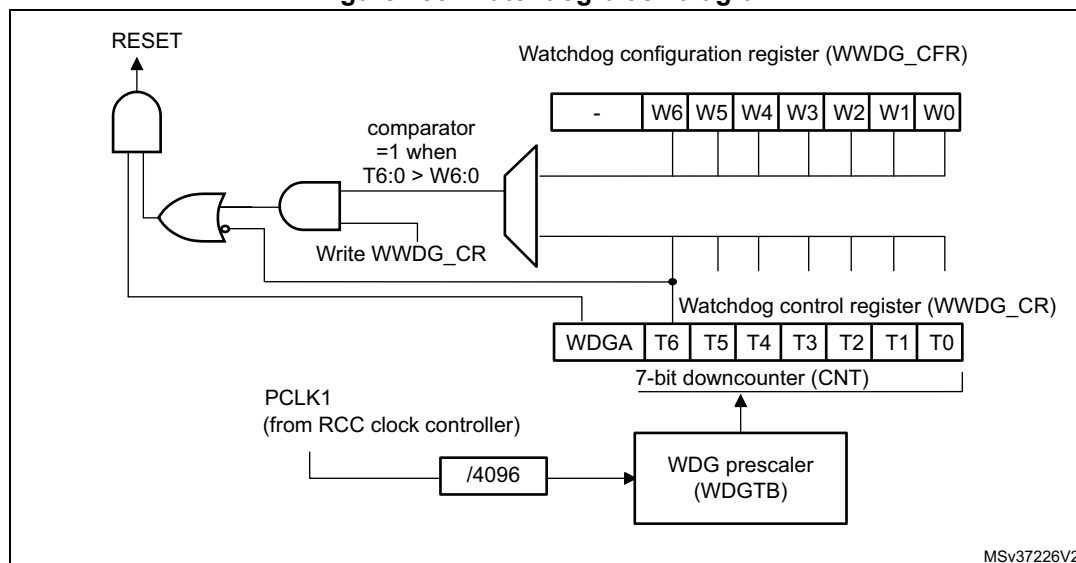 RESET
Watchdog configuration register (WWDG_CFR)
- W6 W5 W4 W3 W2 W1 W0
comparator
=1 when
T6:0 > W6:0
Write WWDG_CR
Watchdog control register (WWDG_CR)
WDGA T6 T5 T4 T3 T2 T1 T0
7-bit downcounter (CNT)
PCLK1
(from RCC clock controller)
/4096
WDG prescaler
(WDGTB)
MSv37226V2